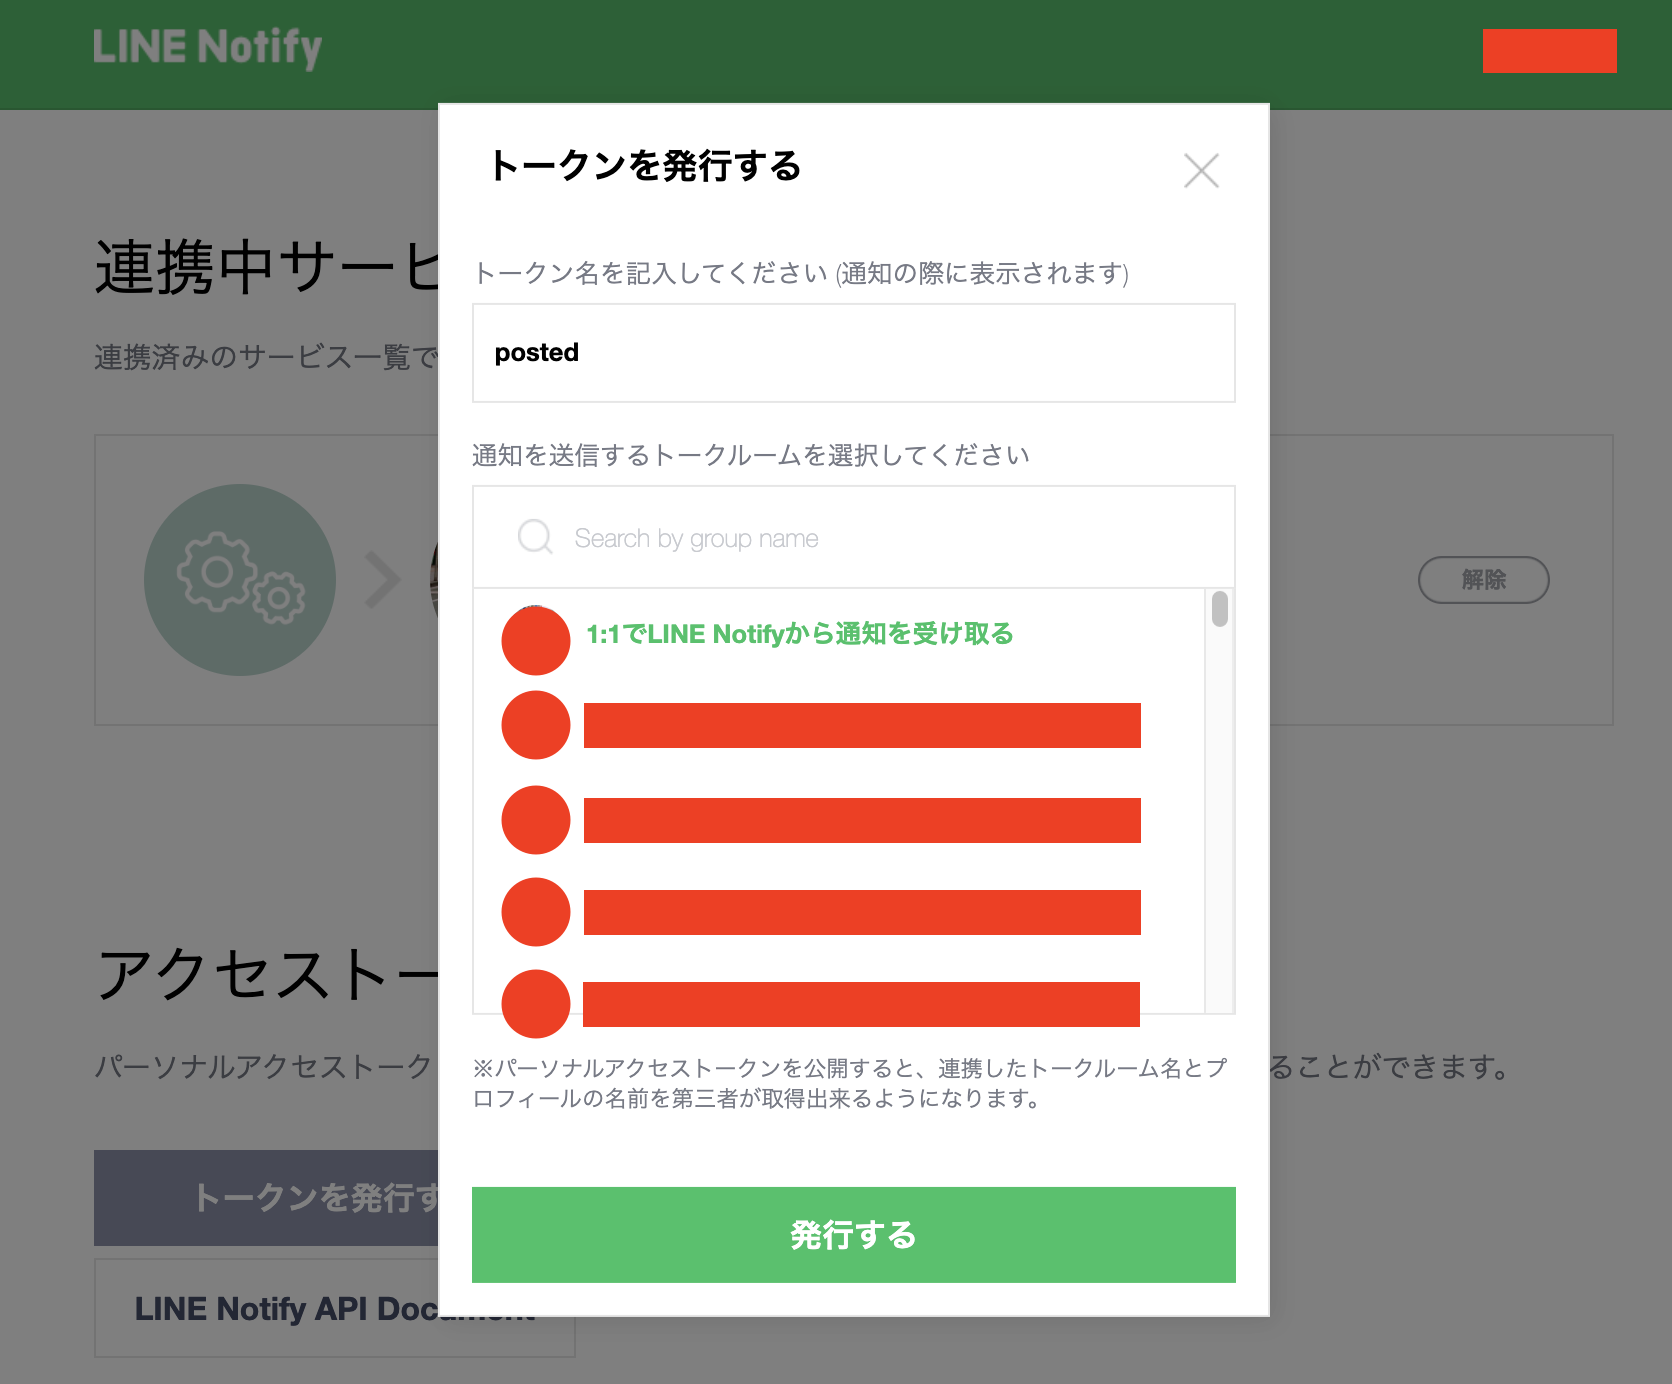 LINE Notify
トークンを発行する
連携中サービ
トークン名を記入してください (通知の際に表示されます)
連携済みのサービス一覧で
posted
通知を送信するトークルームを選択してください
Search by group name
解除
1:1でLINE Notifyから通知を受け取る
アクセストー
パーソナルアクセストーク
ることができます。
※パーソナルアクセストークンを公開すると、連携したトークルーム名とプ
ロフィールの名前を第三者が取得出来るようになります。
トークンを発行す
発行する
LINE Notify API Document